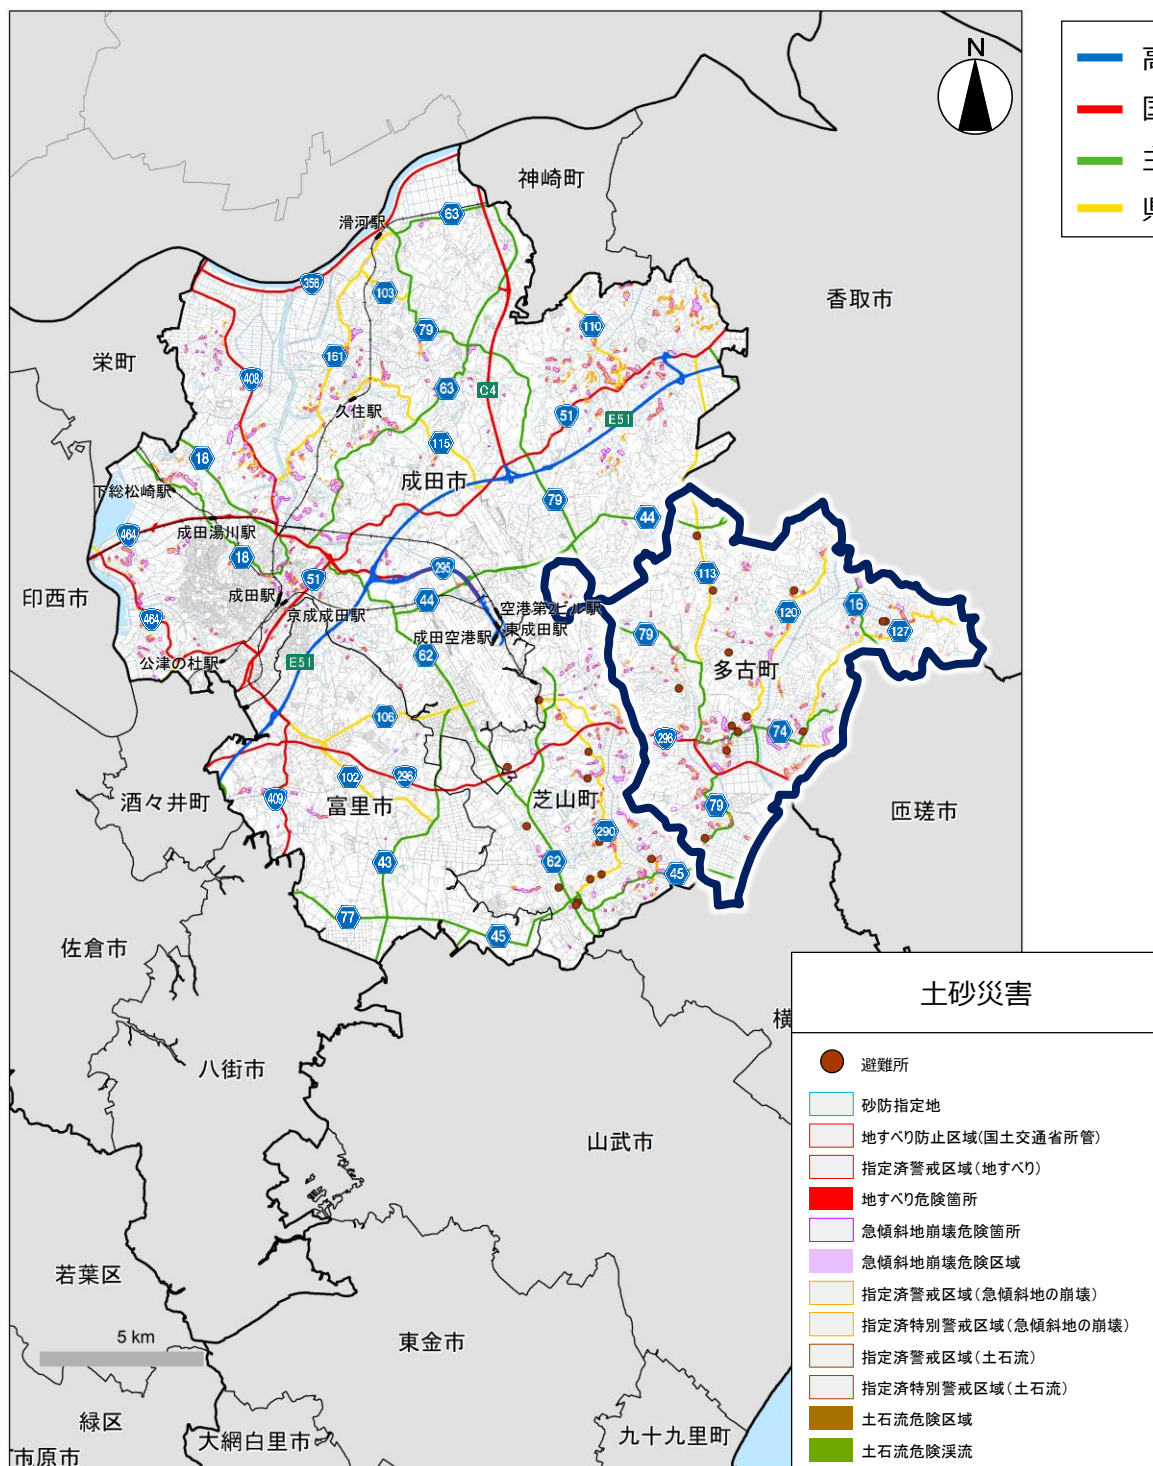 N
高
国
主
県
神崎町
滑河駅
63
356
103
香取市
79
110
161
栄町
408
63
C4
久住駅
51
E51
115
18
成田市
下総松崎駅
79
44
464
成田湯川駅
18
295
113
51
印西市
成田駅
44
空港第2ビル駅
120
16
464
京成成田駅
成田空港駅
東成田駅
79
127
公津の杜駅
E51
62
多古町
106
296
74
102
296
409
富里市
芝山町
79
酒々井町
290
匝瑳市
43
62
45
77
45
佐倉市
土砂災害
横
八街市
避難所
砂防指定地
山武市
地すべり防止区域(国土交通省所管)
指定済警戒区域(地すべり)
地すべり危険箇所
急傾斜地崩壊危険箇所
急傾斜地崩壊危険区域
若葉区
指定済警戒区域(急傾斜地の崩壊)
指定済特別警戒区域(急傾斜地の崩壊)
5 km
東金市
指定済警戒区域(土石流)
指定済特別警戒区域(土石流)
緑区
土石流危険区域
大網白里市
九十九里町
土石流危険渓流
市原市